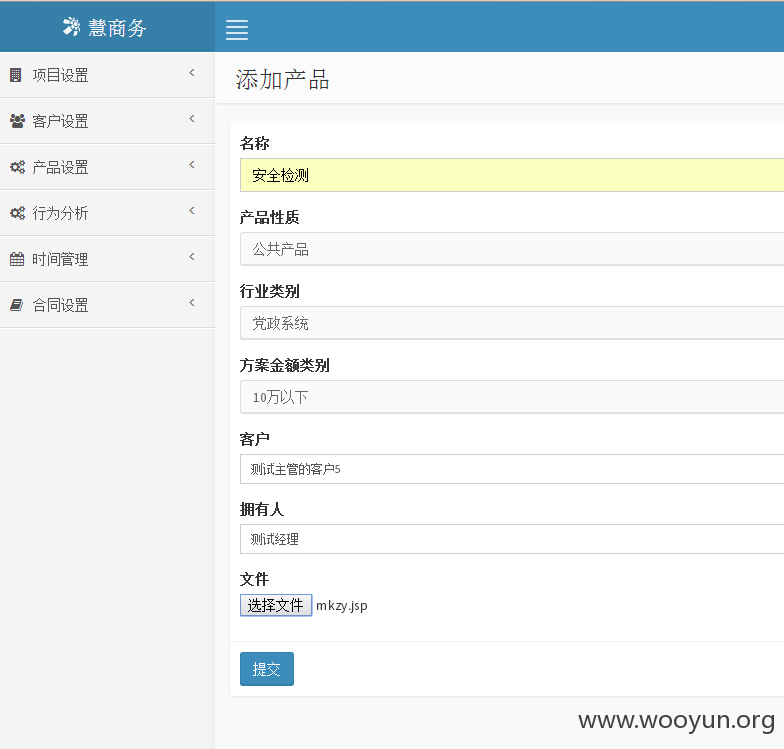 慧商务
项目设置
客户设置
产品设置
行为分析
时间管理
合同设置
添加产品
名称
安全检测
产品性质
公共产品
行业类别
党政系统
方案金额类别
10万以下
客户
测试主管的客户5
拥有人
测试经理
文件
选择文件 mkzy.jsp
提交
www.wooyun.org